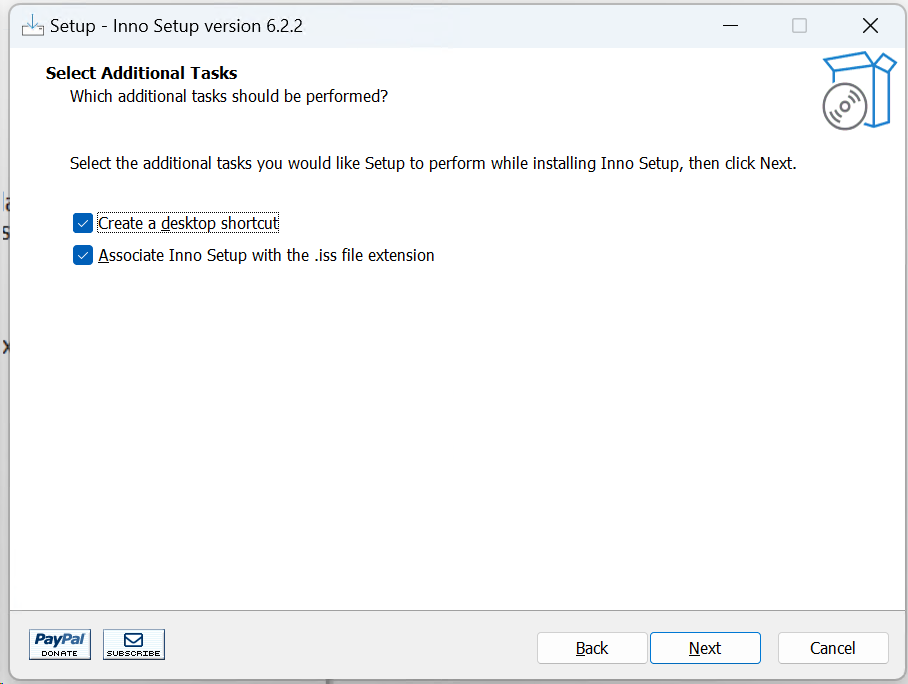 Setup - Inno Setup version 6.2.2
Select Additional Tasks
Which additional tasks should be performed?
Select the additional tasks you would like Setup to perform while installing Inno Setup, then click Next.
Create a desktop shortcut
Associate Inno Setup with the .iss file extension
PayPal
DONATE
SUBSCRIBE
Back
Next
Cancel